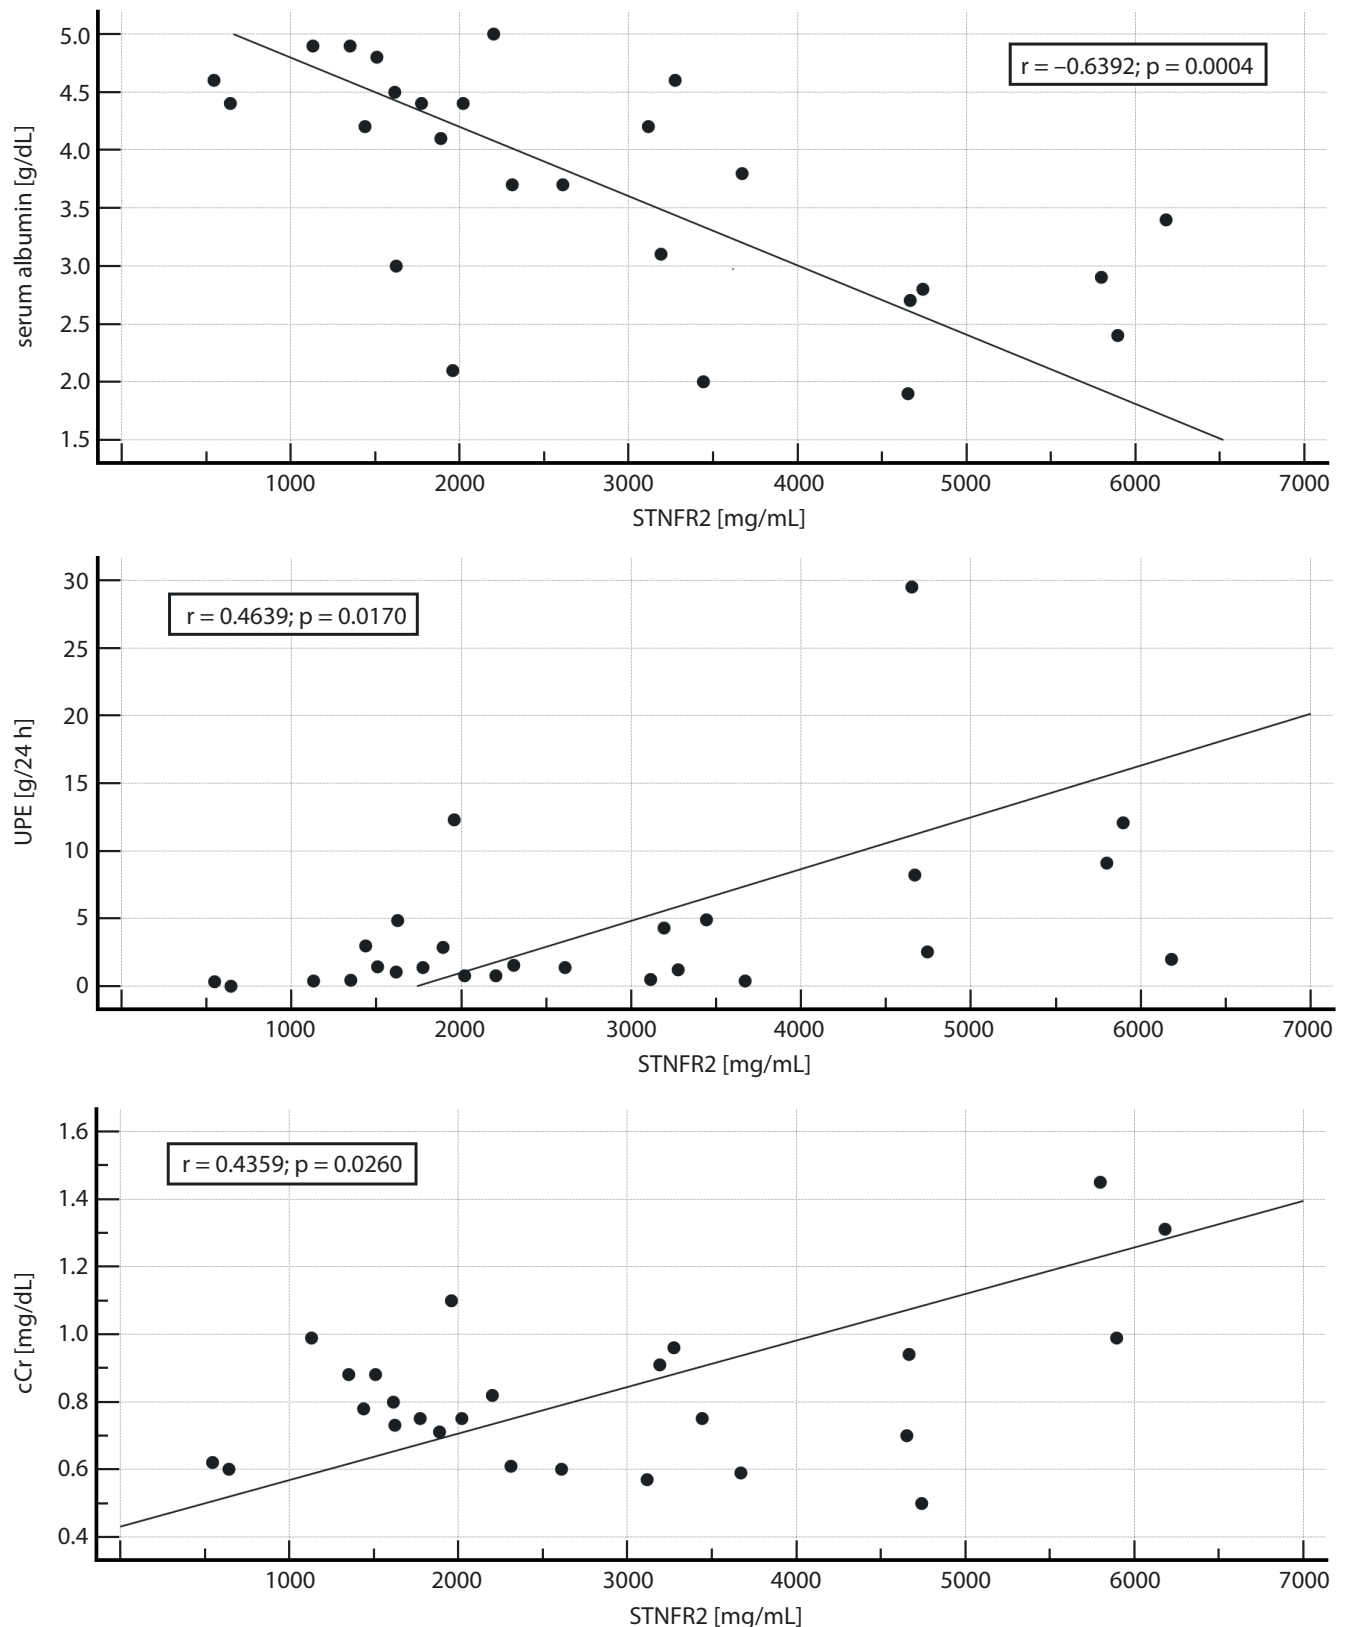 5.0
4.5
4.0
3.5
3.0
2.5
2.0
1.5
serum albumin [g/dL]
r = –0.6392; p = 0.0004
1000 2000 3000 4000 5000 6000 7000
STNFR2 [mg/mL]
30
25
20
15
10
5
0
UPE [g/24 h]
r = 0.4639; p = 0.0170
1000 2000 3000 4000 5000 6000 7000
STNFR2 [mg/mL]
1.6
1.4
1.2
1.0
0.8
0.6
0.4
cCr [mg/dL]
r = 0.4359; p = 0.0260
1000 2000 3000 4000 5000 6000 7000
STNFR2 [mg/mL]